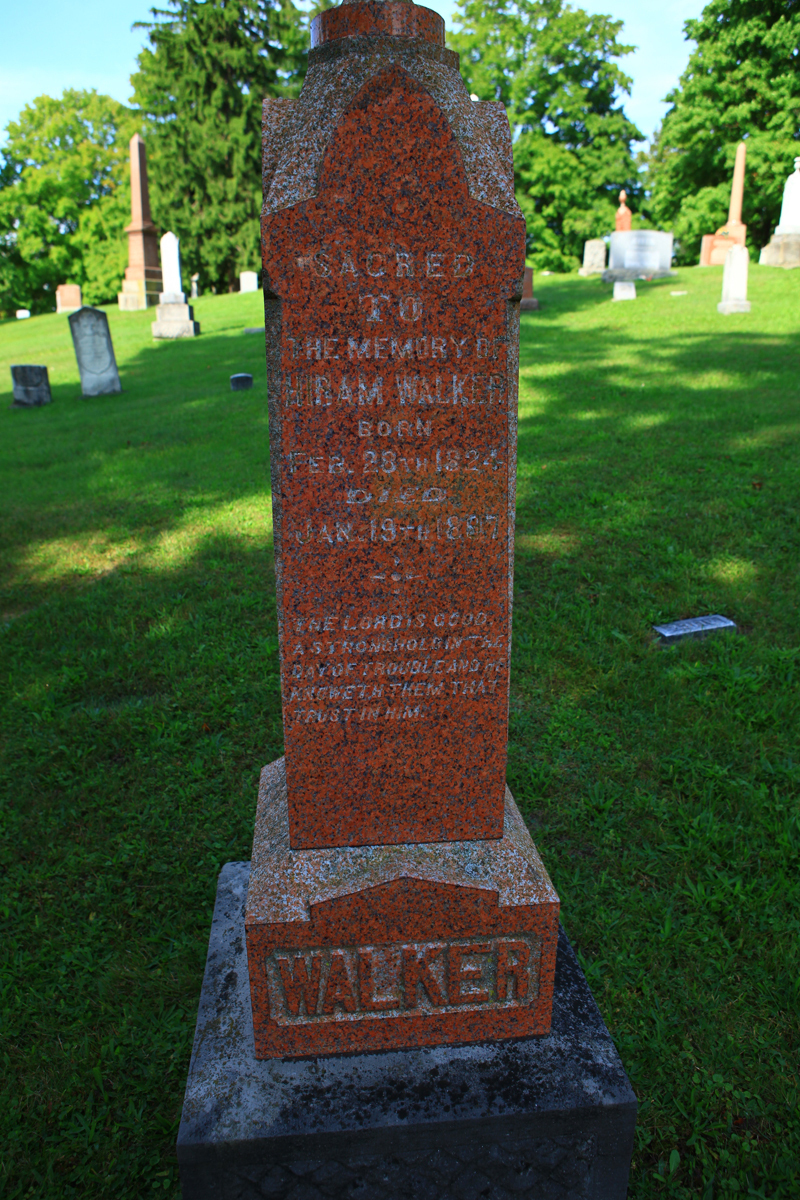 SACRED
TO
THE MEMORY OF
HIRAM WALKER
BORN
FEB. 28TH 1824
DIED
JAN. 19TH 1897
THE LORD IS GOOD,
A STRONGHOLD IN THE
DAY OF TROUBLE AND HE
KNOWETH THEM THAT
TRUST IN HIM.
WALKER